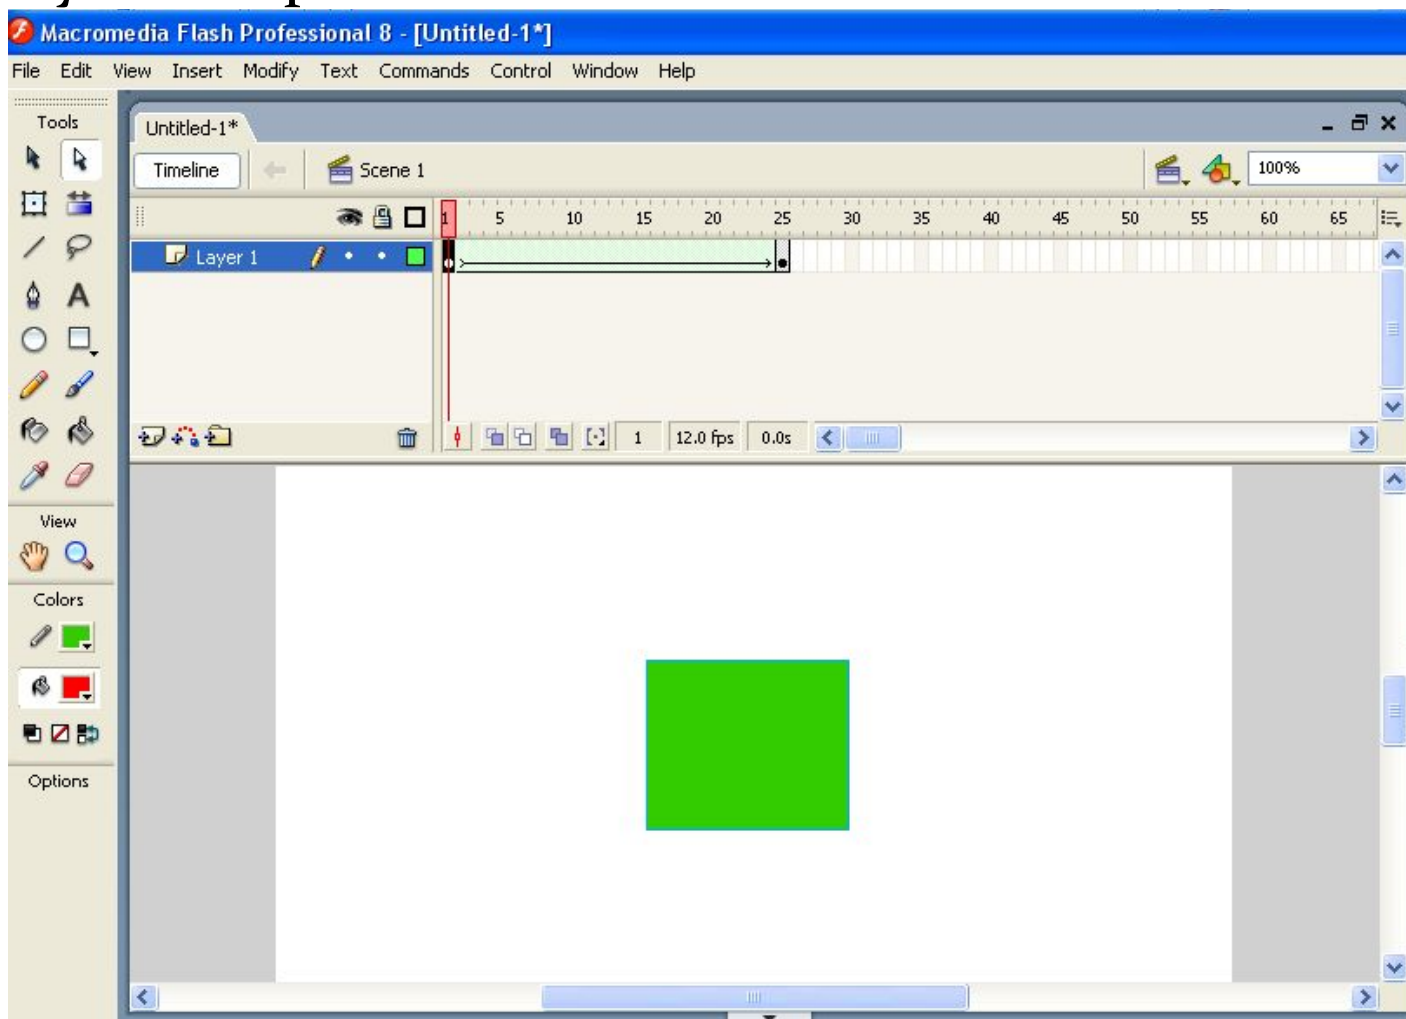 Macromedia Flash Professional 8 - [Untitled-1*]
File Edit View Insert Modify Text Commands Control Window Help
Tools
Untitled-1*
Timeline Scene 1 100%
1 5 10 15 20 25 30 35 40 45 50 55 60 65
Layer 1
A
1 12.0 fps 0.0s
View
Colors
Options